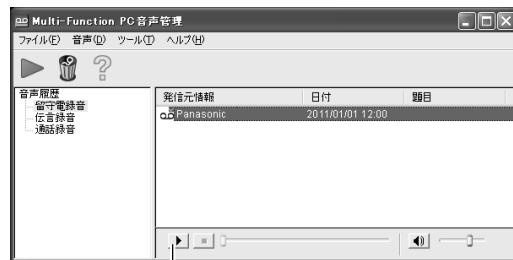 Multi-Function PC音声管理
ファイル(F) 音声(D) ツール(T) ヘルプ(H)
音声履歴
留守電録音
伝言録音
通話録音
発信元情報 日付 題目
Panasonic 2011/01/01 12:00